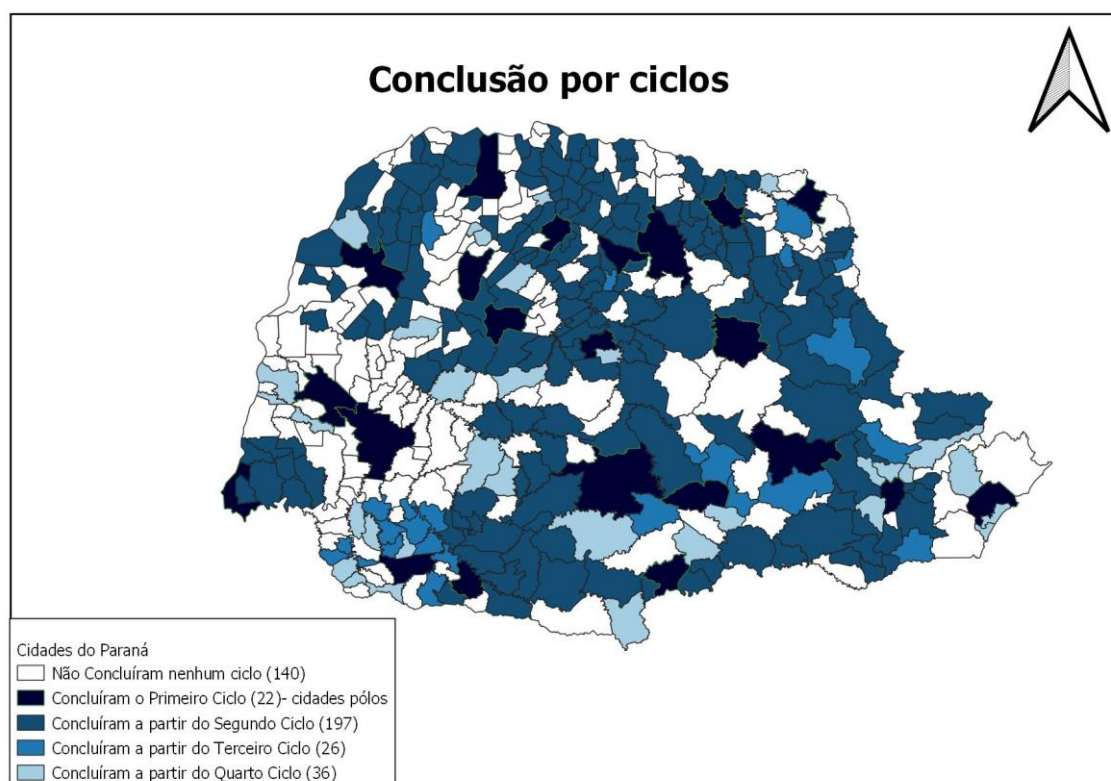 Conclusão por ciclos
Cidades do Paraná
Não Concluíram nenhum ciclo (140)
Concluíram o Primeiro Ciclo (22)- cidades pólos
Concluíram a partir do Segundo Ciclo (197)
Concluíram a partir do Terceiro Ciclo (26)
Concluíram a partir do Quarto Ciclo (36)